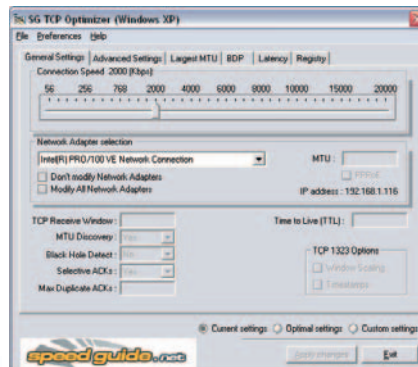 SG TCP Optimizer (Windows XP)
File Preferences Help
General Settings Advanced Settings Largest MTU BDP Latency Registry
Connection Speed 2000 [Kbps]
56 256 768 2000 4000 6000 8000 10000 15000 20000
Network Adapter selection
Intel(R) PRO/100 VE Network Connection
MTU :
Don't modify Network Adapters
PPPoE
Modify All Network Adapters
IP address : 192.168.1.116
TCP Receive Window :
Time to Live (TTL) :
MTU Discovery : Yes
Black Hole Detect : No
TCP 1323 Options
Selective ACKs : Yes
Window Scaling
Max Duplicate ACKs :
Timestamps
Current settings Optimal settings Custom settings
speedguide.net
Apply changes Exit